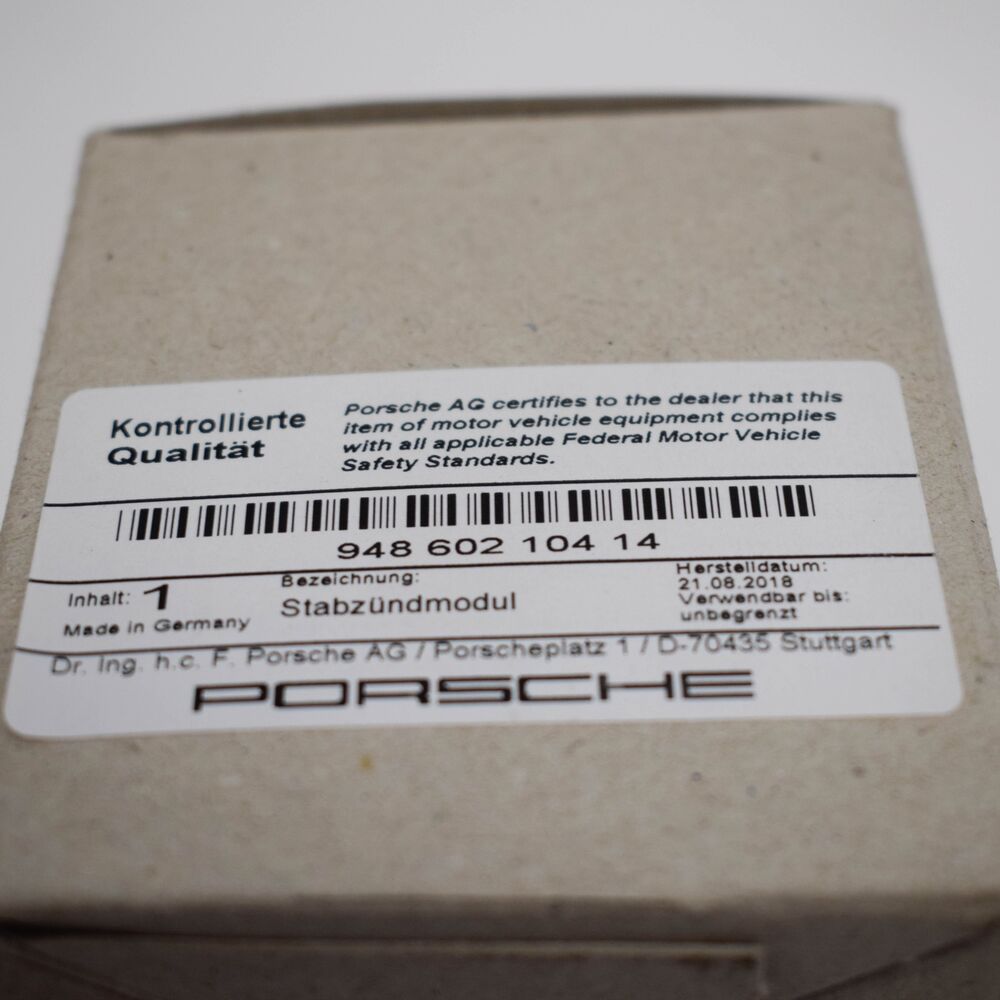 Kontrollierte
Qualität
Porsche AG certifies to the dealer that this
item of motor vehicle equipment complies
with all applicable Federal Motor Vehicle
Safety Standards.
948 602 104 14
Inhalt: 1
Made in Germany
Bezeichnung:
Stabzündmodul
Herstelldatum:
21.08.2018
Verwendbar bis:
unbegrenzt
Dr. Ing. h.c. F. Porsche AG / Porscheplatz 1 / D-70435 Stuttgart
PORSCHE